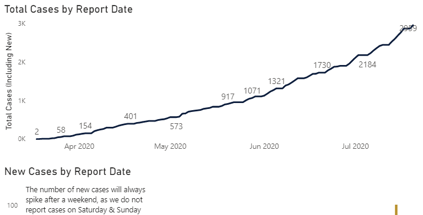 Total Cases by Report Date
Total Cases (Including New)
3K
2K
1K
0K
2
58
154
401
573
917
1071
1321
1730
2184
Apr 2020
May 2020
Jun 2020
Jul 2020
New Cases by Report Date
100
The number of new cases will always
spike after a weekend, as we do not
report cases on Saturday & Sunday